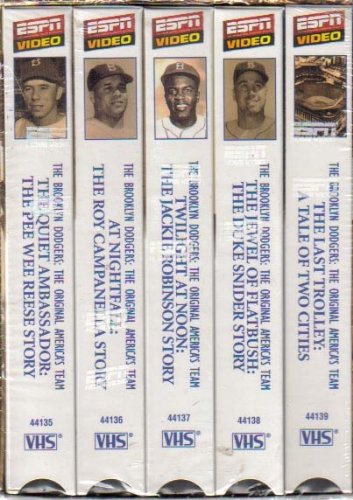 ESPN
VIDEO
THE BROOKLYN DODGERS: THE ORIGINAL AMERICA'S TEAM
THE QUIET AMBASSADOR:
THE PEE WEE REESE STORY
44135
VHS
ESPN
VIDEO
THE BROOKLYN DODGERS: THE ORIGINAL AMERICA'S TEAM
AT NIGHTFALL:
THE ROY CAMPANELLA STORY
44136
VHS
ESPN
VIDEO
THE BROOKLYN DODGERS: THE ORIGINAL AMERICA'S TEAM
TWILIGHT AT NOON:
THE JACKIE ROBINSON STORY
44137
VHS
ESPN
VIDEO
THE BROOKLYN DODGERS: THE ORIGINAL AMERICA'S TEAM
THE JEWEL OF FLATBUSH:
THE DUKE SNIDER STORY
44138
VHS
ESPN
VIDEO
THE BROOKLYN DODGERS: THE ORIGINAL AMERICA'S TEAM
THE LAST TROLLEY:
A TALE OF TWO CITIES
44139
VHS